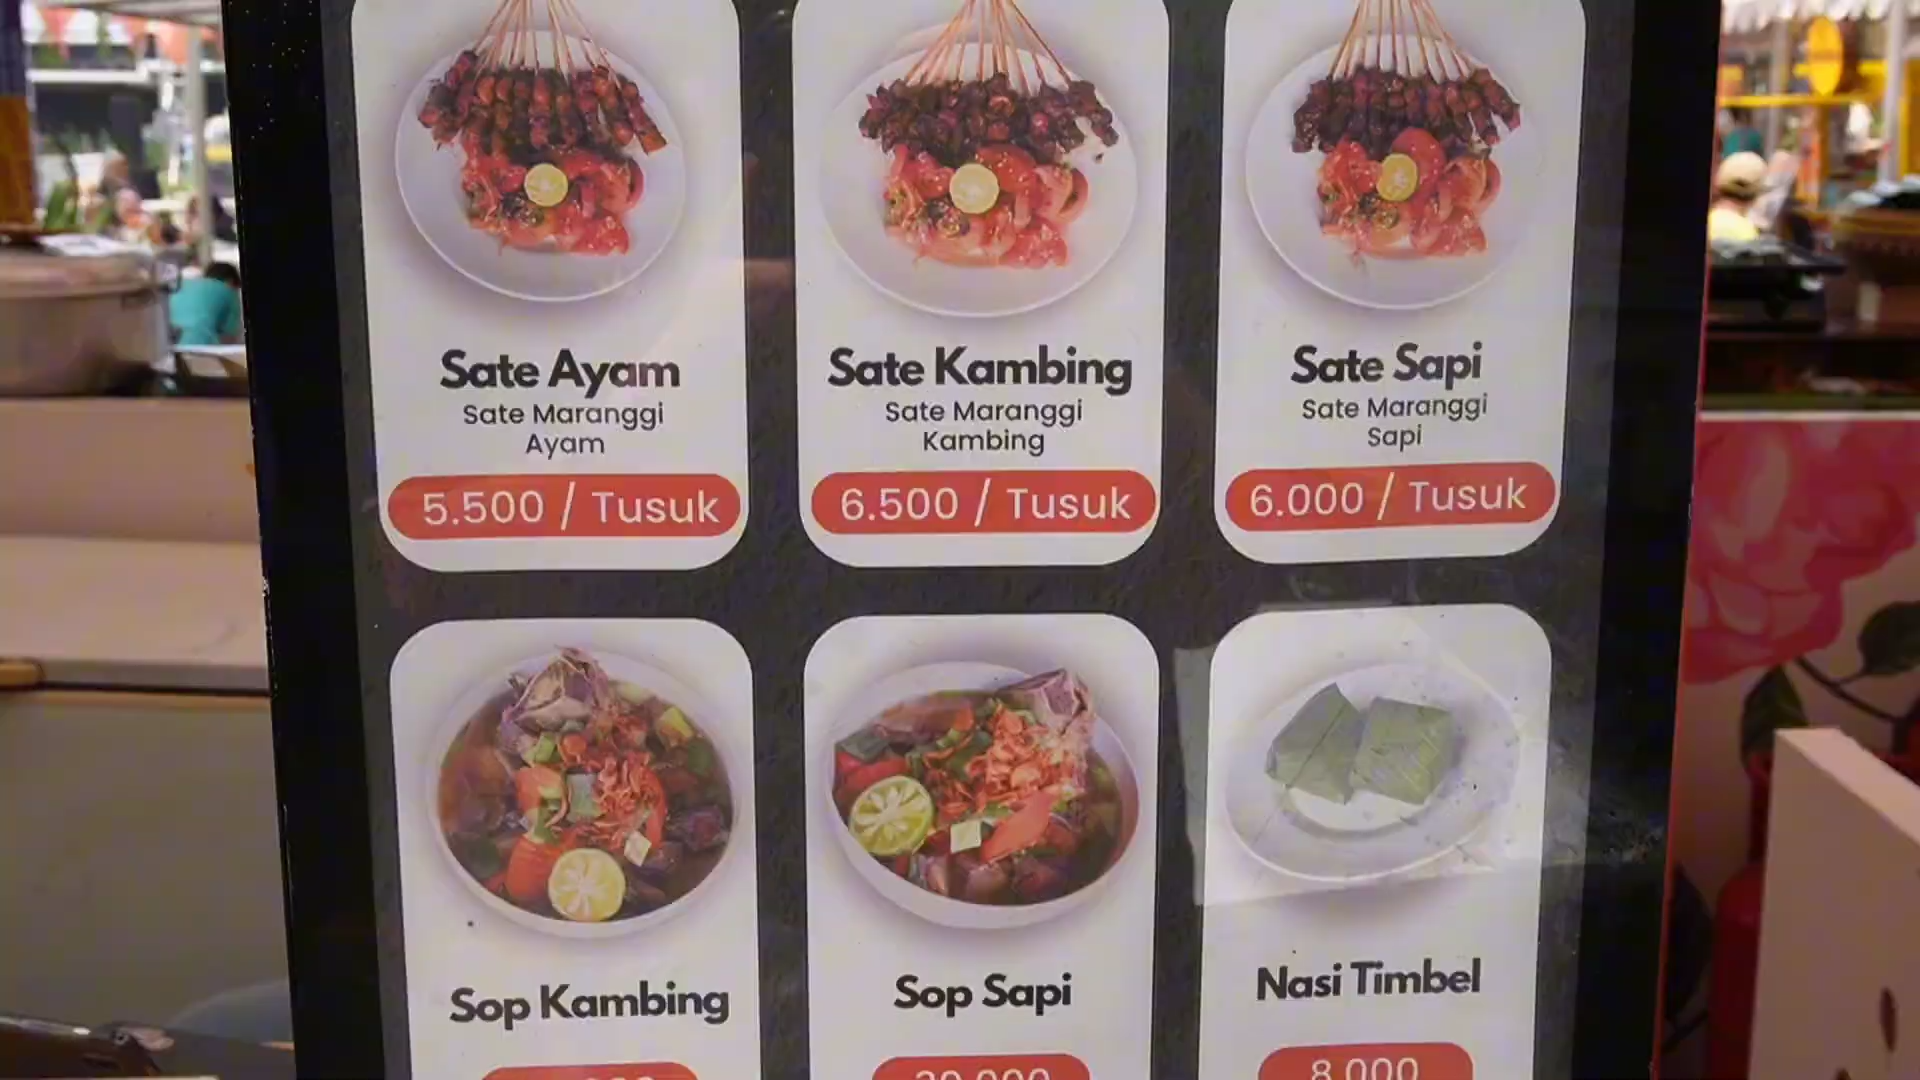 Sate Ayam
Sate Maranggi
Ayam
5.500 / Tusuk
Sate Kambing
Sate Maranggi
Kambing
6.500 / Tusuk
Sate Sapi
Sate Maranggi
Sapi
6.000 / Tusuk
Sop Kambing
Sop Sapi
Nasi Timbel
8.000